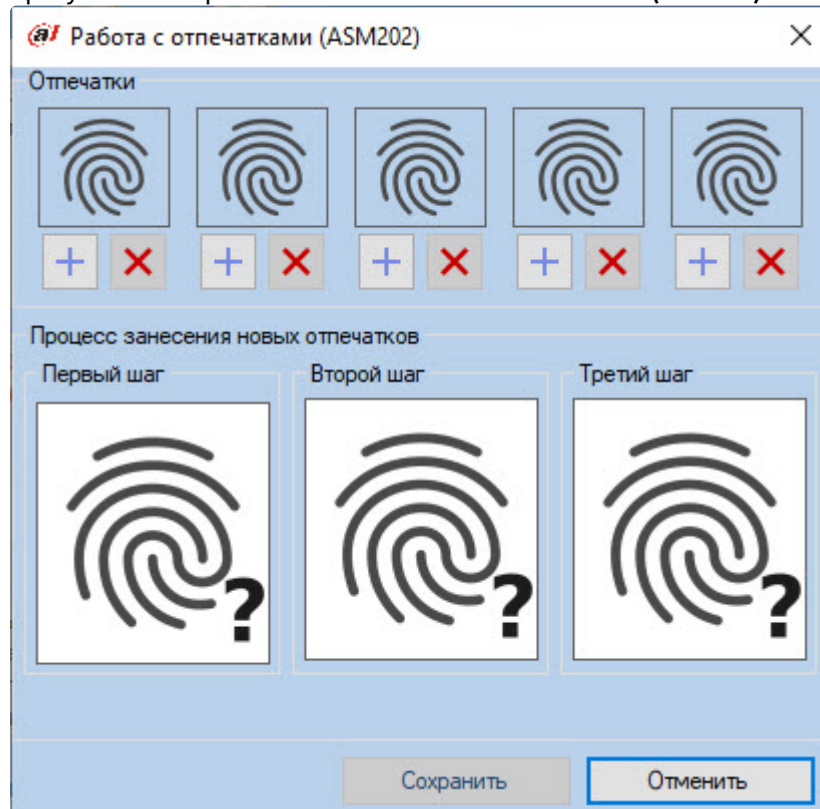 Работа с отпечатками (ASM202)
Отпечатки
Процесс занесения новых отпечатков
Первый шаг Второй шаг Третий шаг
? ? ?
Сохранить Отменить